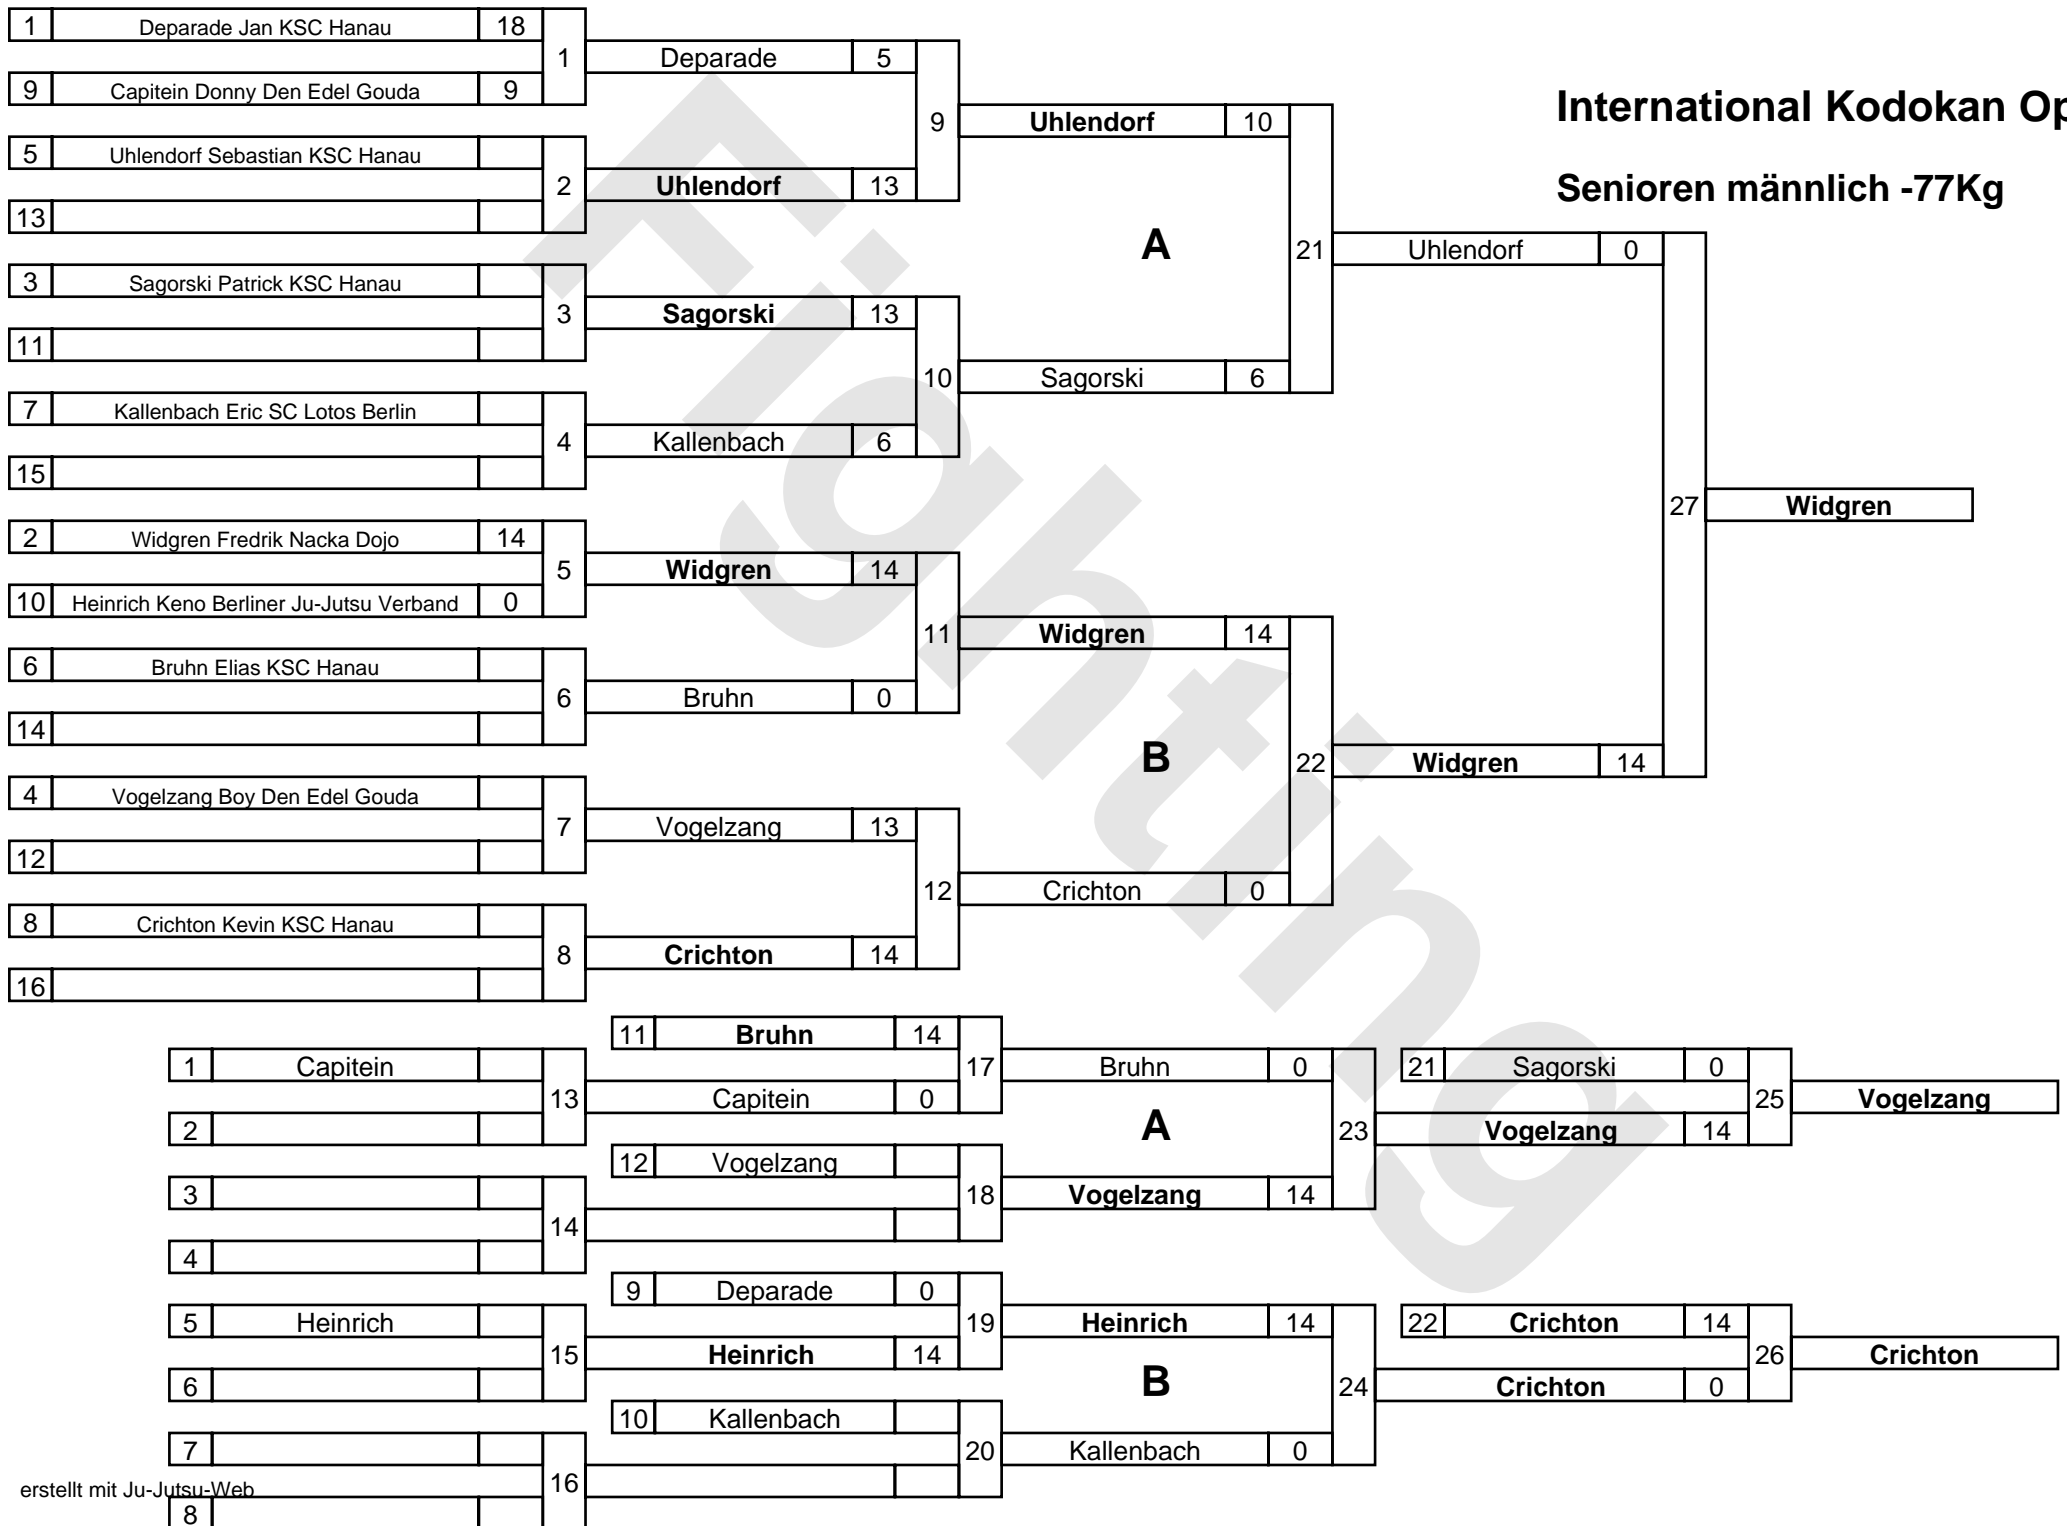 1 Deparade Jan KSC Hanau 18
1 Deparade 5
9 Capitein Donny Den Edel Gouda 9
International Kodokan Op
9 Uhlendorf 10
5 Uhlendorf Sebastian KSC Hanau
2 Uhlendorf 13
Senioren männlich -77Kg
13
A 21 Uhlendorf 0
3 Sagorski Patrick KSC Hanau
3 Sagorski 13
11
10 Sagorski 6
7 Kallenbach Eric SC Lotos Berlin
4 Kallenbach 6
15
27 Widgren
2 Widgren Fredrik Nacka Dojo 14
5 Widgren 14
10 Heinrich Keno Berliner Ju-Jutsu Verband 0
11 Widgren 14
6 Bruhn Elias KSC Hanau
6 Bruhn 0
14
B 22 Widgren 14
4 Vogelzang Boy Den Edel Gouda
7 Vogelzang 13
12
12 Crichton 0
8 Crichton Kevin KSC Hanau
8 Crichton 14
16
11 Bruhn 14
1 Capitein 17 Bruhn 0 21 Sagorski 0
13 Capitein 0 25 Vogelzang
2 A 23 Vogelzang 14
12 Vogelzang
3 18 Vogelzang 14
14
4
9 Deparade 0
5 Heinrich 19 Heinrich 14 22 Crichton 14
15 Heinrich 14 26 Crichton
6 B 24 Crichton 0
10 Kallenbach
7 20 Kallenbach 0
16
erstellt mit Ju-Jutsu-Web
8
Fighting